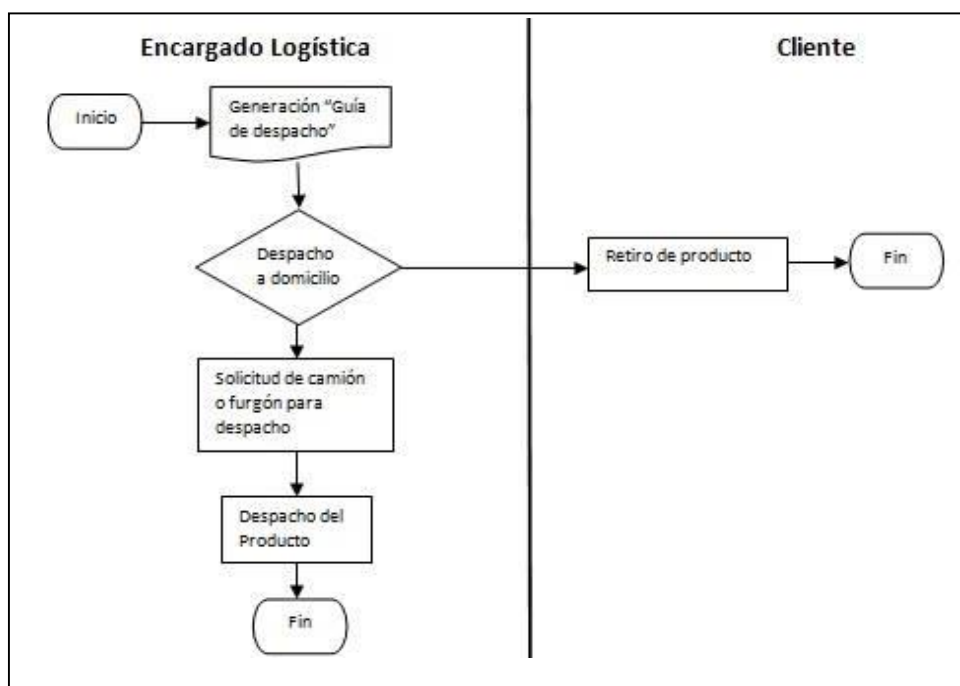 Encargado Logística
Cliente
Inicio
Generación “Guía
de despacho”
Despacho
a domicilio
Retiro de producto
Fin
Solicitud de camión
o furgón para
despacho
Despacho del
Producto
Fin